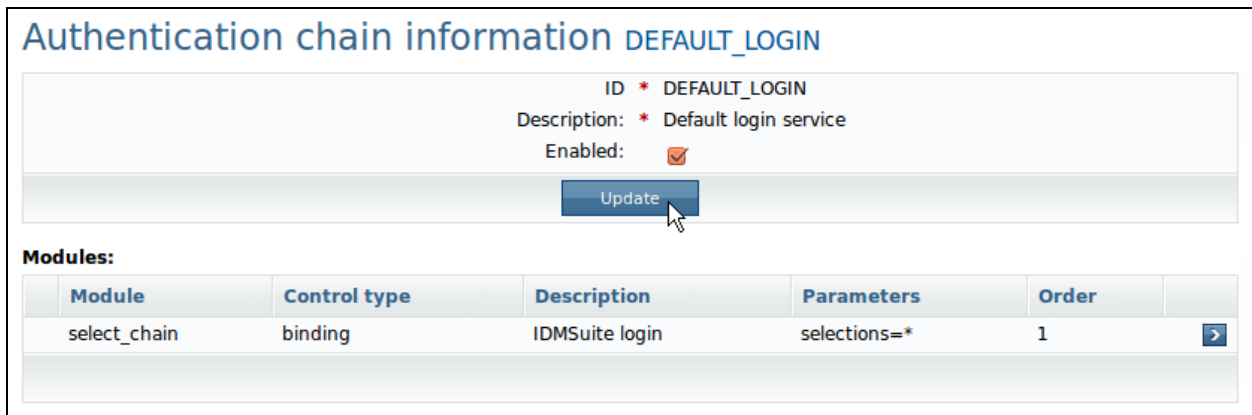 Authentication chain information DEFAULT_LOGIN
ID * DEFAULT_LOGIN
Description: * Default login service
Enabled:
Update
Modules:
Module Control type Description Parameters Order
select_chain binding IDMSuite login selections=* 1